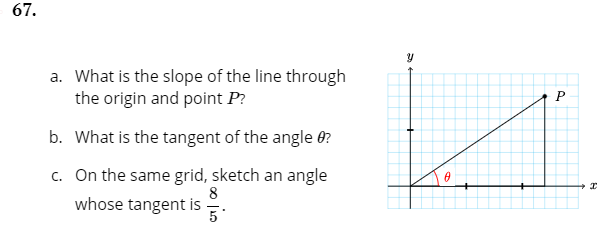 67.
a. What is the slope of the line through
the origin and point P?
b. What is the tangent of the angle θ?
c. On the same grid, sketch an angle
whose tangent is 8/5.
y
P
θ
x